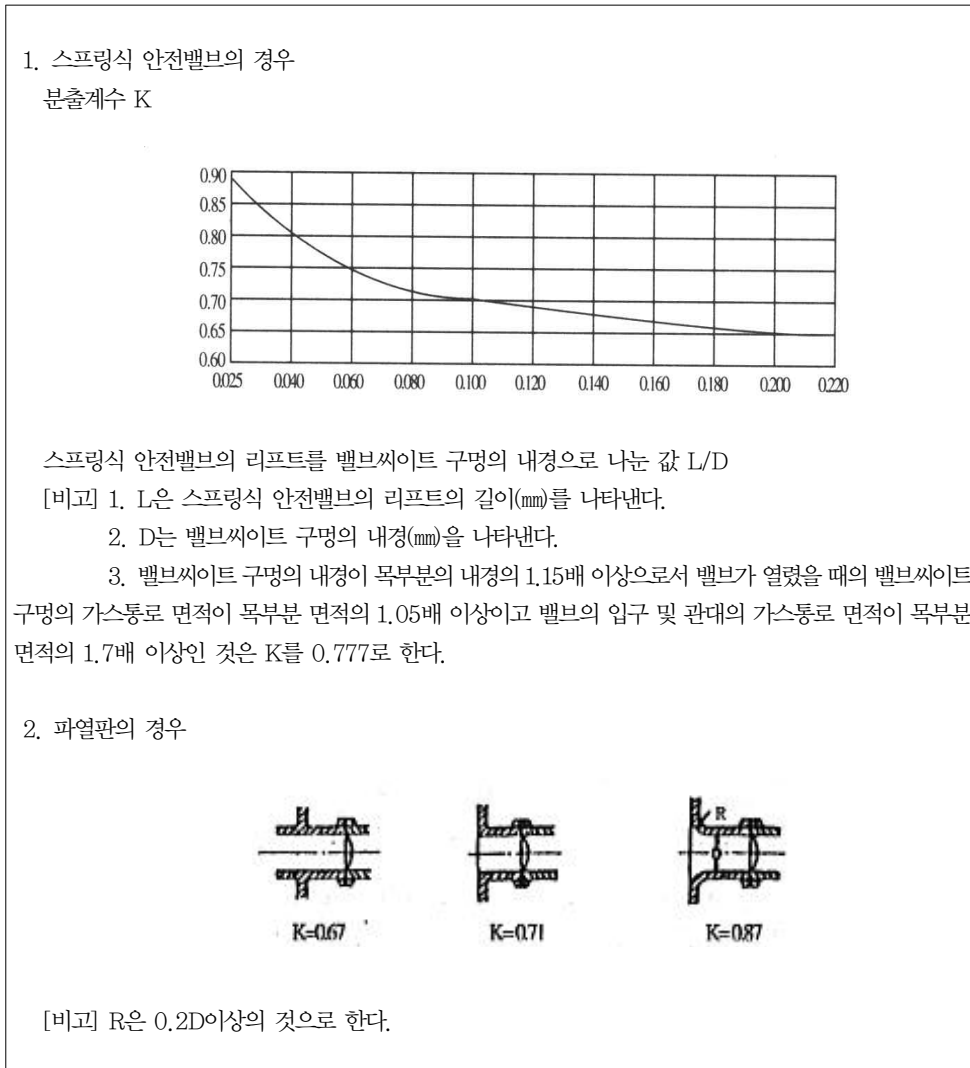 1. 스프링식 안전밸브의 경우
분출계수 K
0.90
0.85
0.80
0.75
0.70
0.65
0.60
0.025 0.040 0.060 0.080 0.100 0.120 0.140 0.160 0.180 0.200 0.220
스프링식 안전밸브의 리프트를 밸브씨이트 구멍의 내경으로 나눈 값 L/D
[비고] 1. L은 스프링식 안전밸브의 리프트의 길이(㎜)를 나타낸다.
2. D는 밸브씨이트 구멍의 내경(㎜)을 나타낸다.
3. 밸브씨이트 구멍의 내경이 목부분의 내경의 1.15배 이상으로서 밸브가 열렸을 때의 밸브씨이트
구멍의 가스통로 면적이 목부분 면적의 1.05배 이상이고 밸브의 입구 및 관대의 가스통로 면적이 목부분
면적의 1.7배 이상인 것은 K를 0.777로 한다.
2. 파열판의 경우
R
D
K=0.67 K=0.71 K=0.87
[비고] R은 0.2D이상의 것으로 한다.